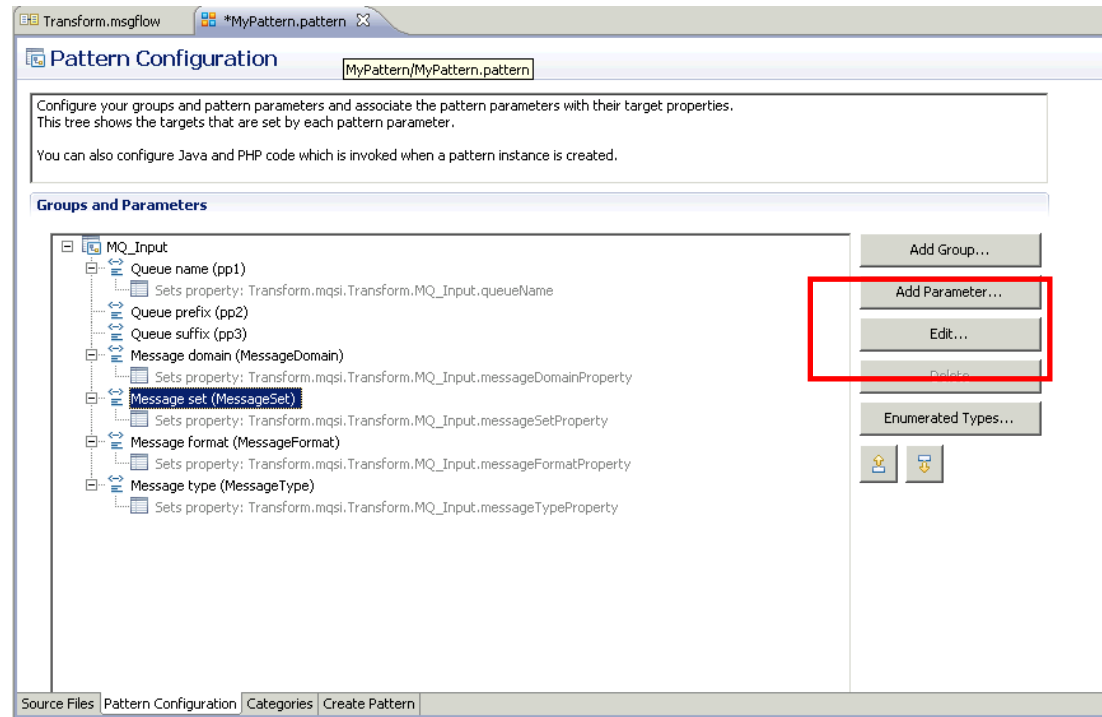 Transform.msgflow
*MyPattern.pattern
Pattern Configuration
MyPattern/MyPattern.pattern
Configure your groups and pattern parameters and associate the pattern parameters with their target properties.
This tree shows the targets that are set by each pattern parameter.
You can also configure Java and PHP code which is invoked when a pattern instance is created.
Groups and Parameters
MQ_Input
Queue name (pp1)
Sets property: Transform.mqsi.Transform.MQ_Input.queueName
Queue prefix (pp2)
Queue suffix (pp3)
Message domain (MessageDomain)
Sets property: Transform.mqsi.Transform.MQ_Input.messageDomainProperty
Message set (MessageSet)
Sets property: Transform.mqsi.Transform.MQ_Input.messageSetProperty
Message format (MessageFormat)
Sets property: Transform.mqsi.Transform.MQ_Input.messageFormatProperty
Message type (MessageType)
Sets property: Transform.mqsi.Transform.MQ_Input.messageTypeProperty
Add Group...
Add Parameter...
Edit...
Delete
Enumerated Types...
Source Files Pattern Configuration Categories Create Pattern